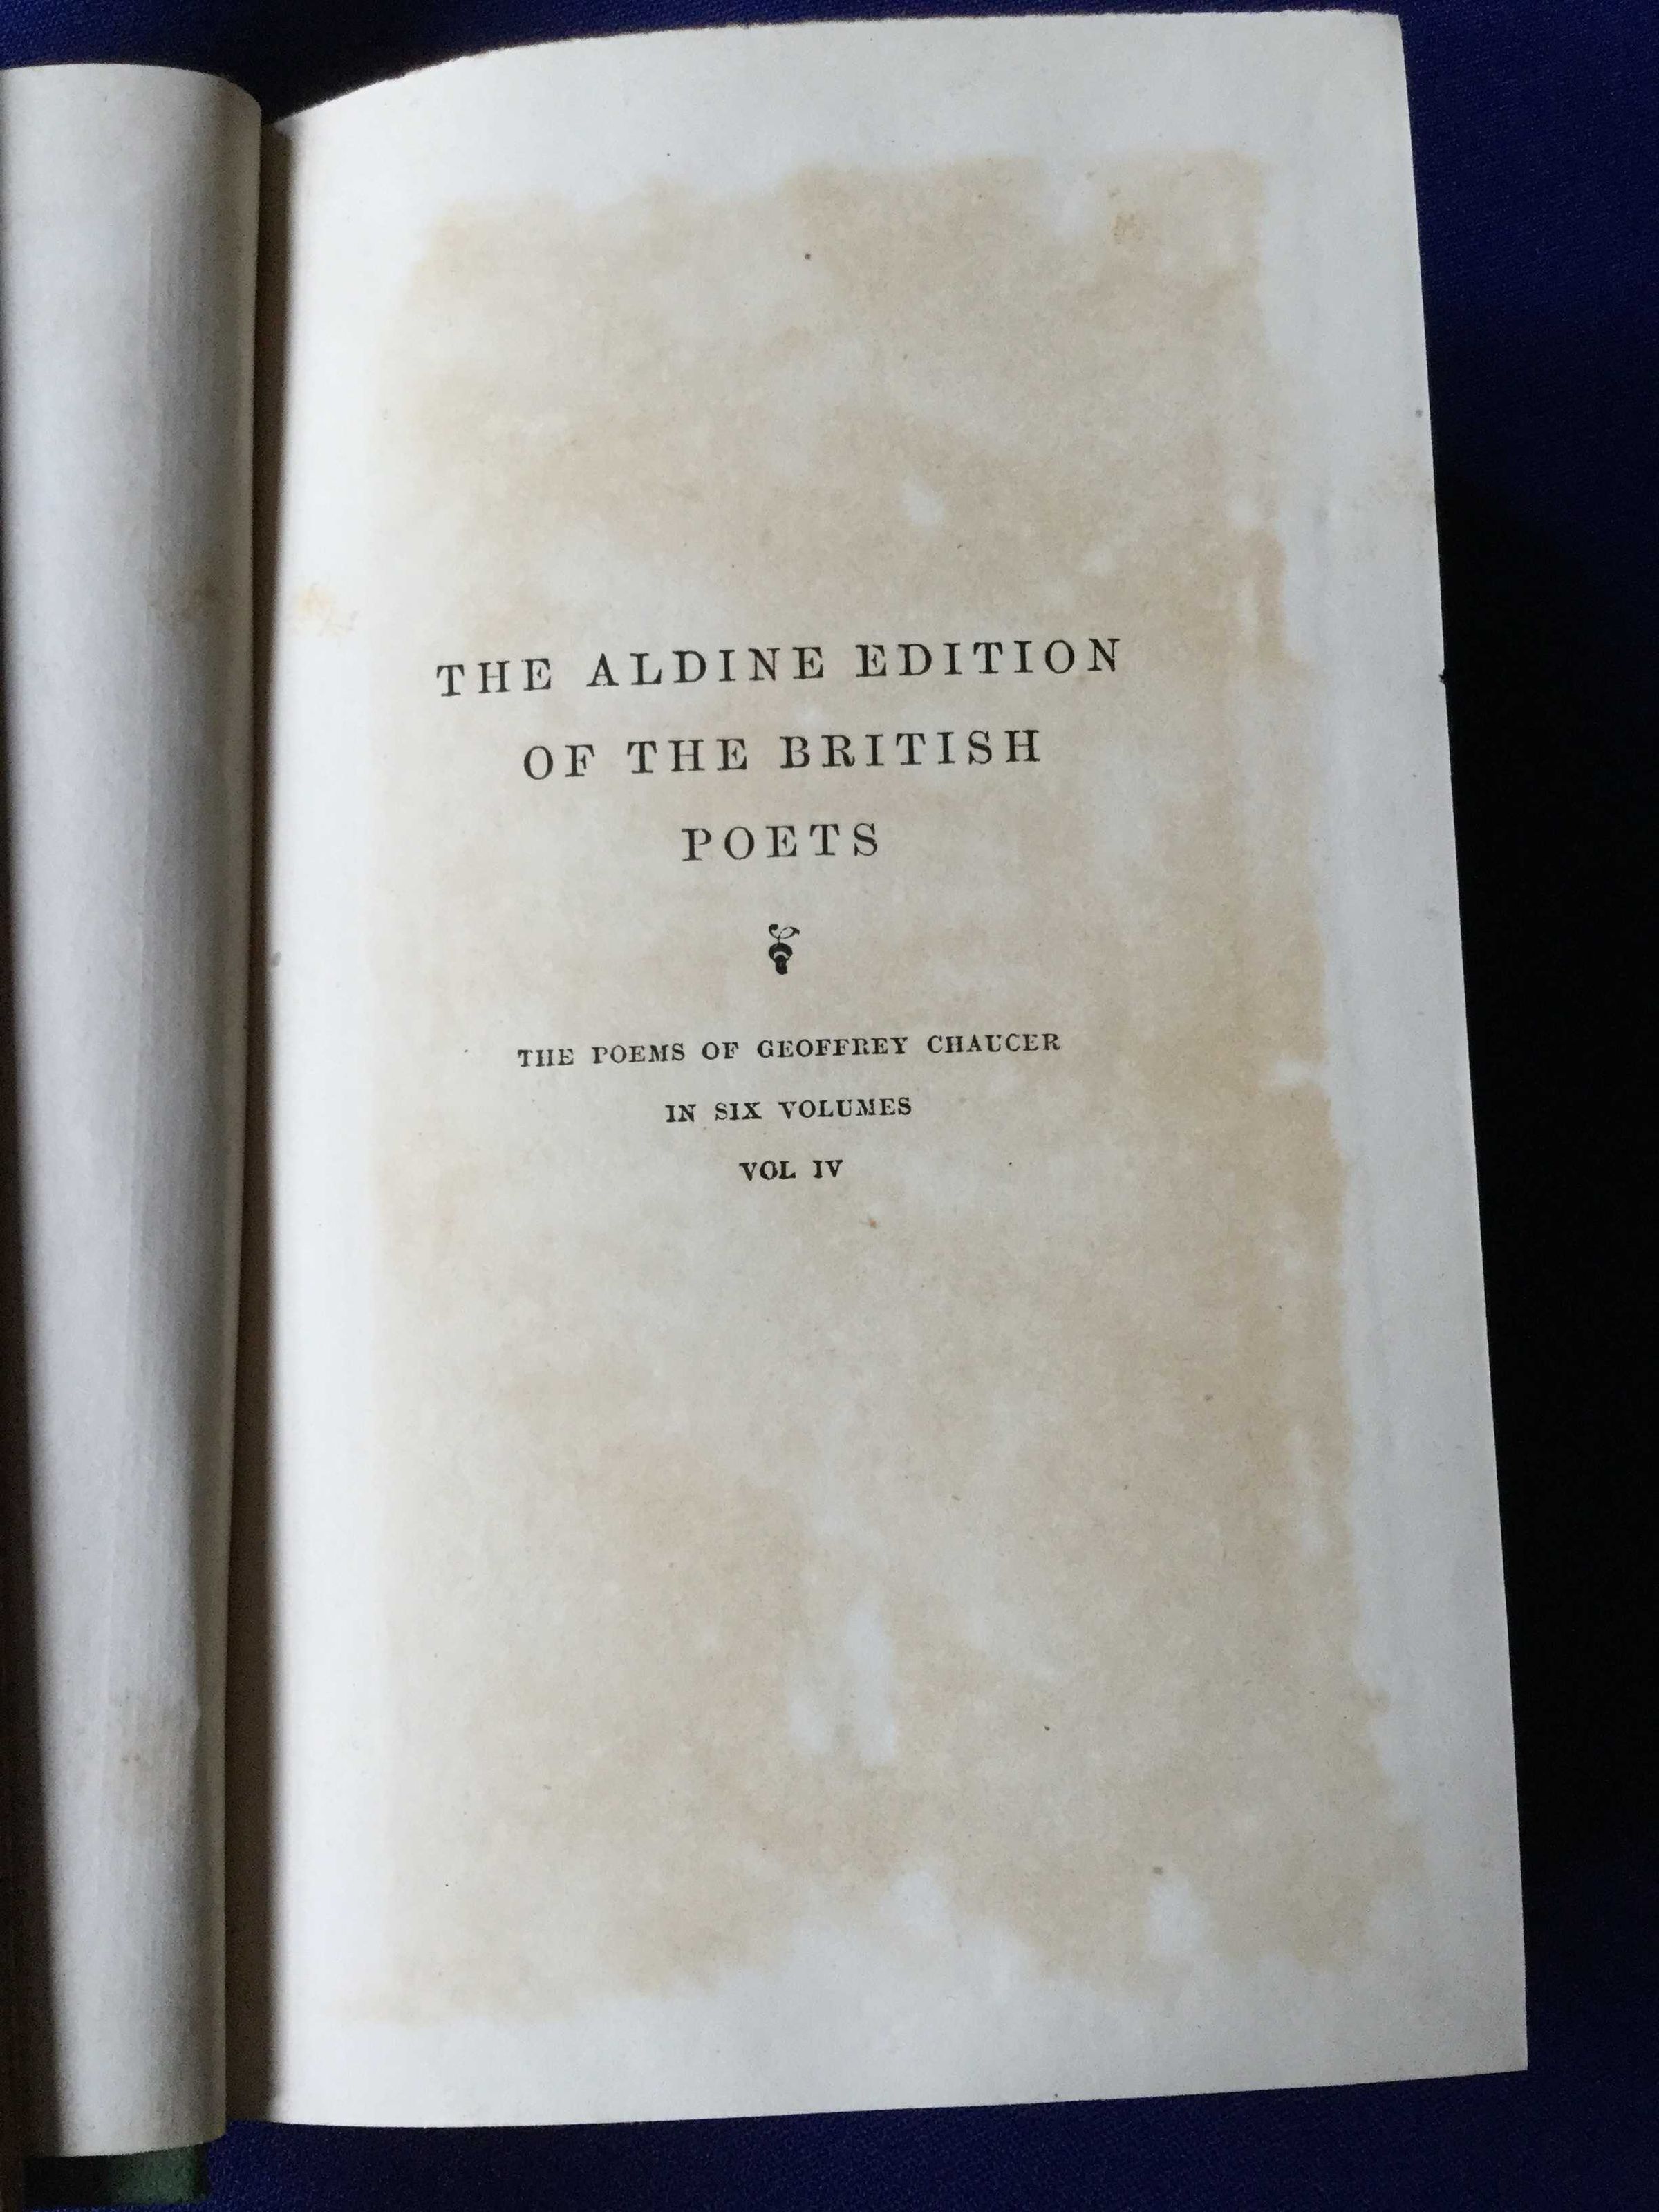 THE ALDINE EDITION
OF THE BRITISH
POETS
THE POEMS OF GEOFFREY CHAUCER
IN SIX VOLUMES
VOL IV